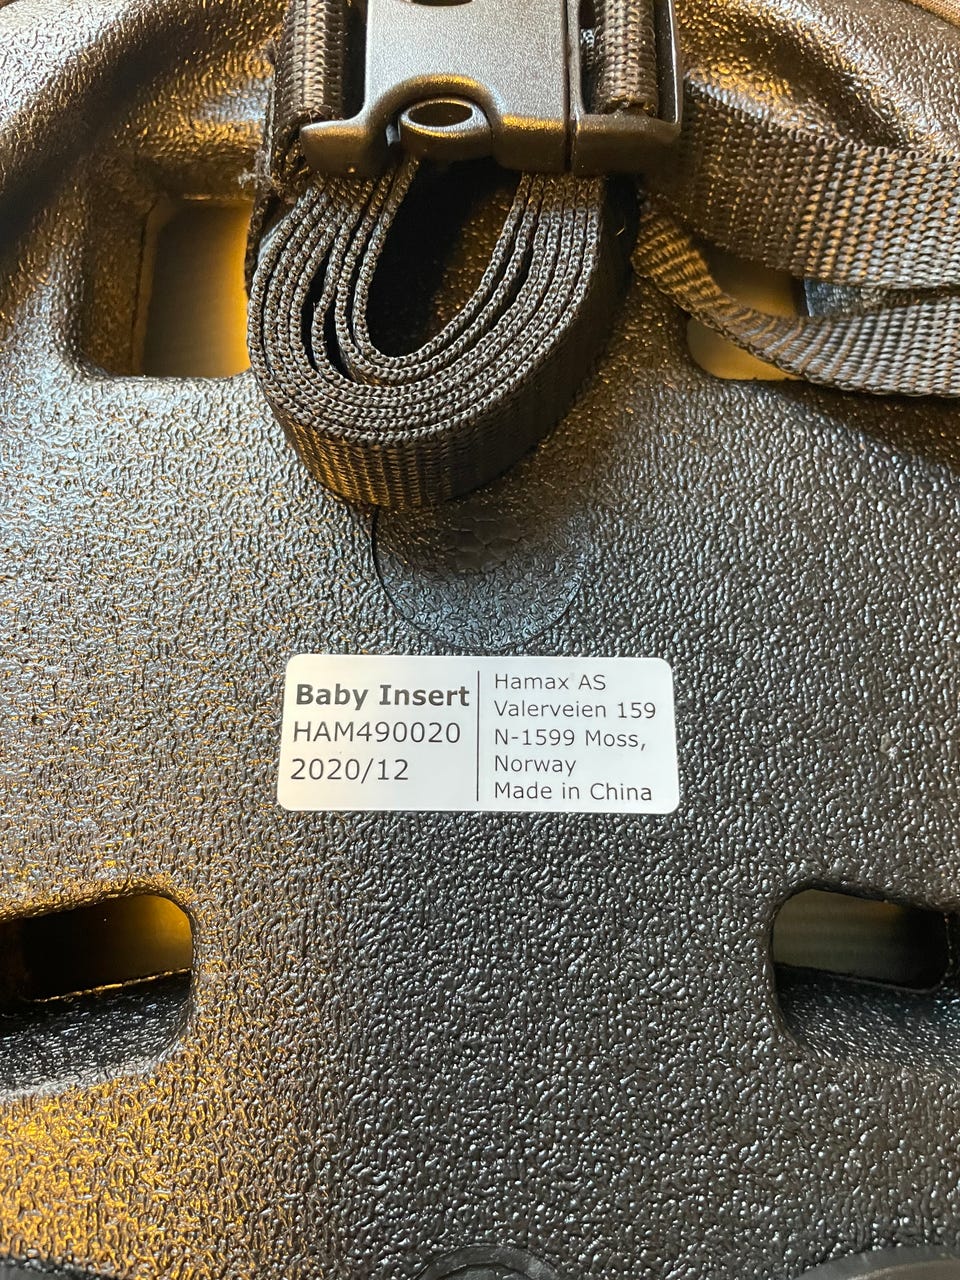 Baby Insert
HAM490020
2020/12
Hamax AS
Valerveien 159
N-1599 Moss,
Norway
Made in China